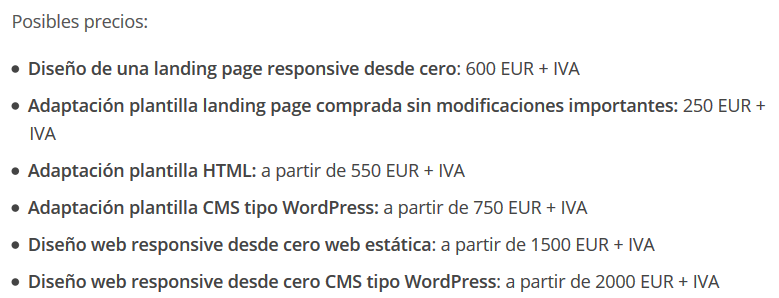 Posibles precios:
• Diseño de una landing page responsive desde cero: 600 EUR + IVA
• Adaptación plantilla landing page comprada sin modificaciones importantes: 250 EUR +
IVA
• Adaptación plantilla HTML: a partir de 550 EUR + IVA
• Adaptación plantilla CMS tipo WordPress: a partir de 750 EUR + IVA
• Diseño web responsive desde cero web estática: a partir de 1500 EUR + IVA
• Diseño web responsive desde cero CMS tipo WordPress: a partir de 2000 EUR + IVA